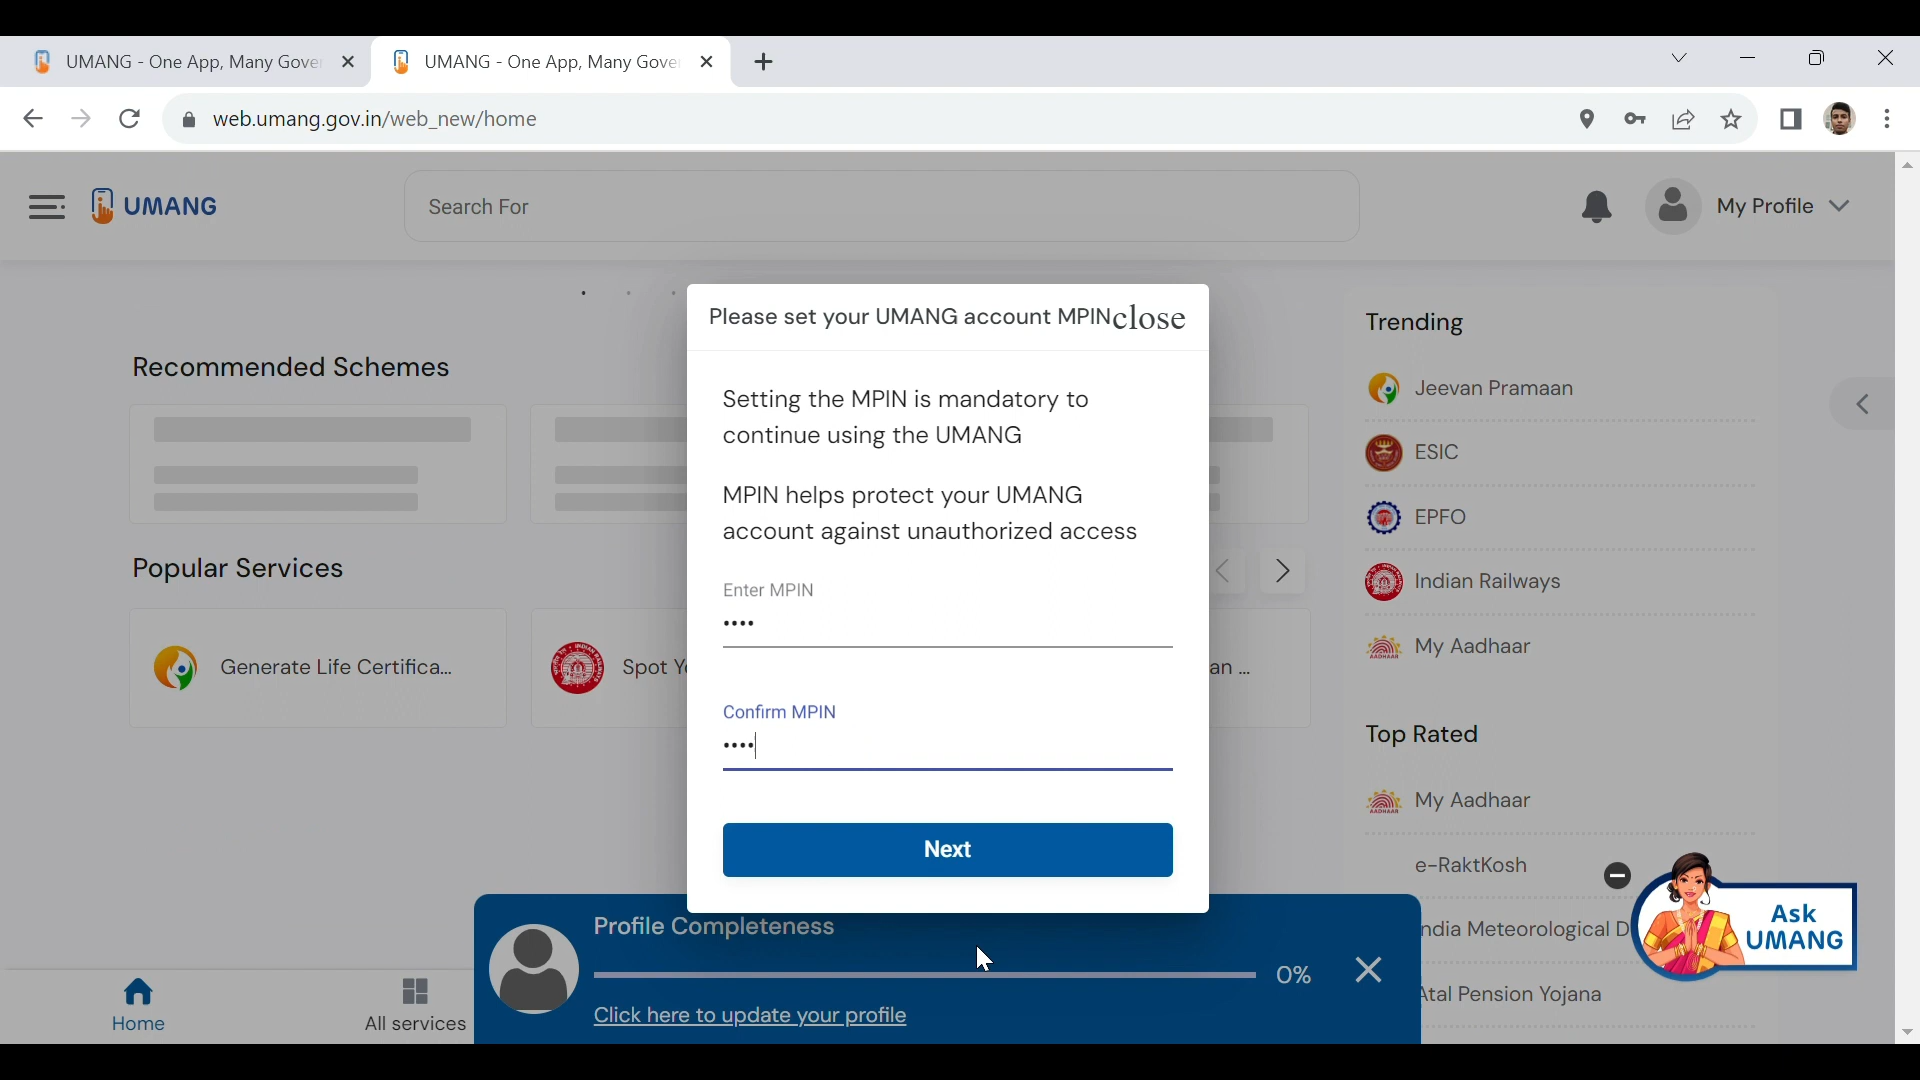 UMANG - One App, Many Gove
UMANG - One App, Many Gove
web.umang.gov.in/web_new/home
UMANG
Search For
My Profile
Please set your UMANG account MPIN close
Setting the MPIN is mandatory to
continue using the UMANG
MPIN helps protect your UMANG
account against unauthorized access
Enter MPIN
••••
Confirm MPIN
••••
Next
Recommended Schemes
Popular Services
Generate Life Certifica...
Spot Y
an ...
Trending
Jeevan Pramaan
ESIC
EPFO
Indian Railways
My Aadhaar
Top Rated
My Aadhaar
e-RaktKosh
ndia Meteorological D
Atal Pension Yojana
Ask
UMANG
Profile Completeness
0%
Click here to update your profile
Home
All services